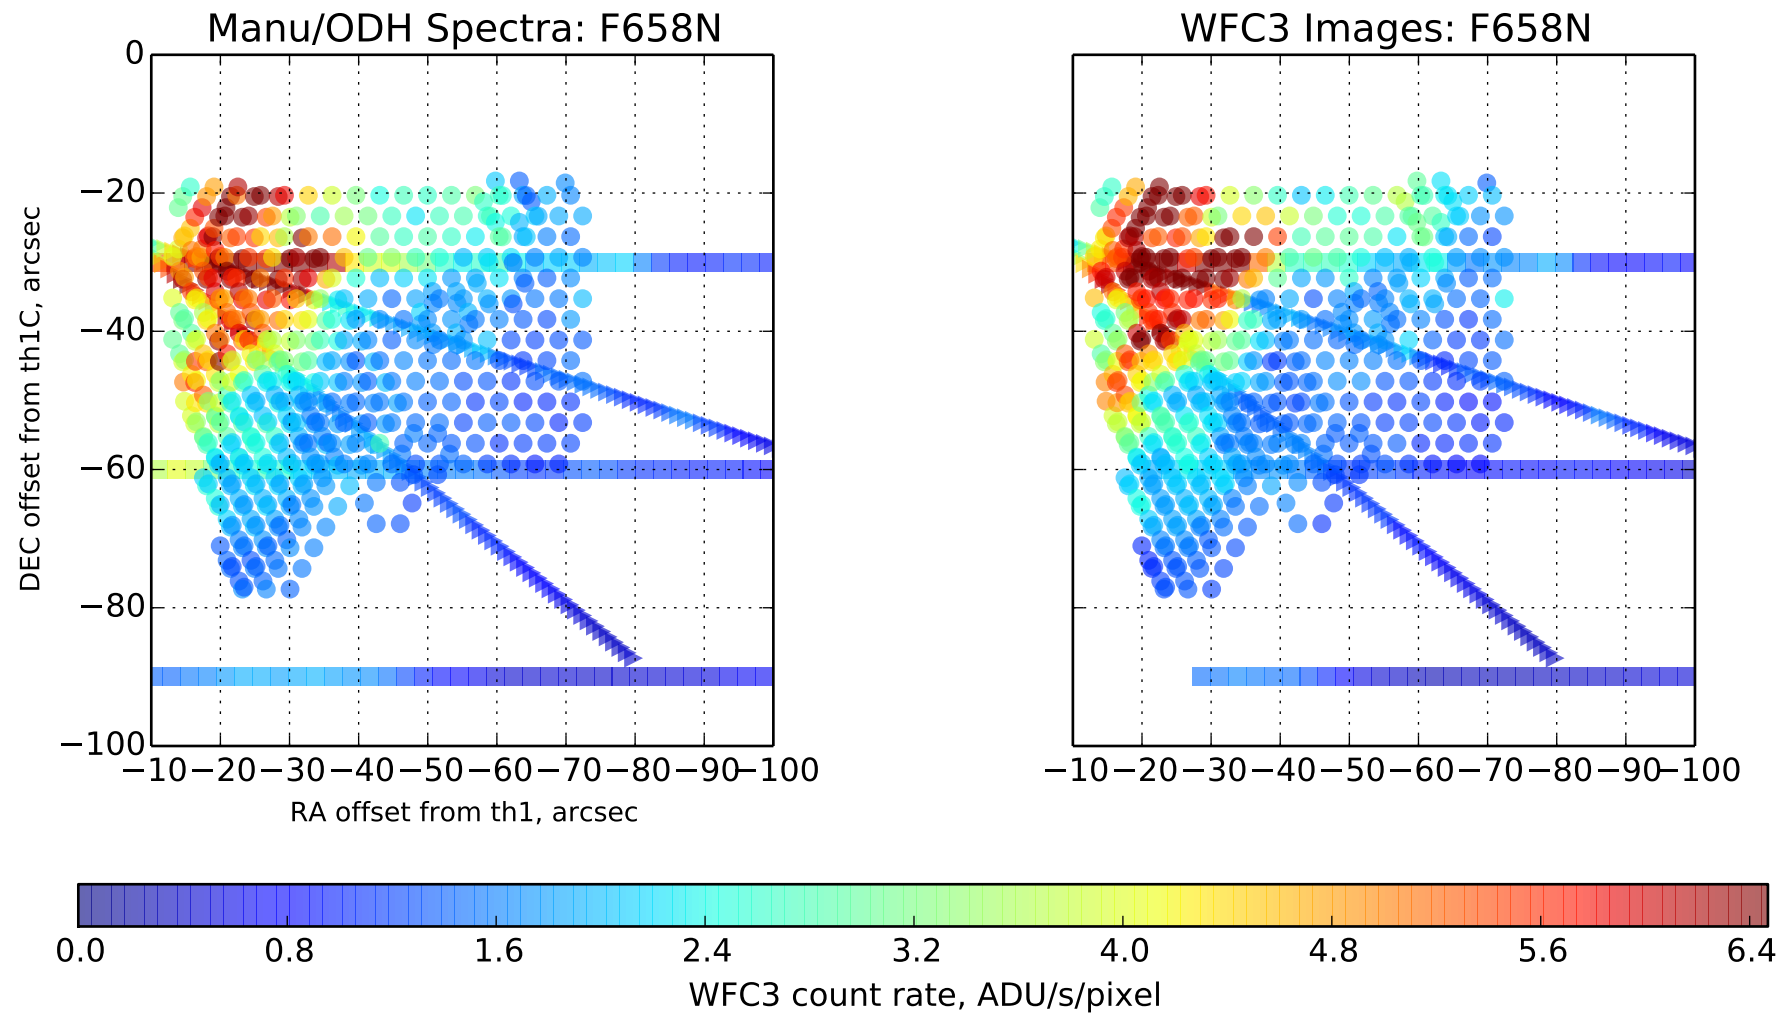 Manu/ODH Spectra: F658N
WFC3 Images: F658N
0
−20
−40
−60
−80
−100
DEC offset from th1C, arcsec
−10 −20 −30 −40 −50 −60 −70 −80 −90 −100
−10 −20 −30 −40 −50 −60 −70 −80 −90 −100
RA offset from th1, arcsec
0.0 0.8 1.6 2.4 3.2 4.0 4.8 5.6 6.4
WFC3 count rate, ADU/s/pixel